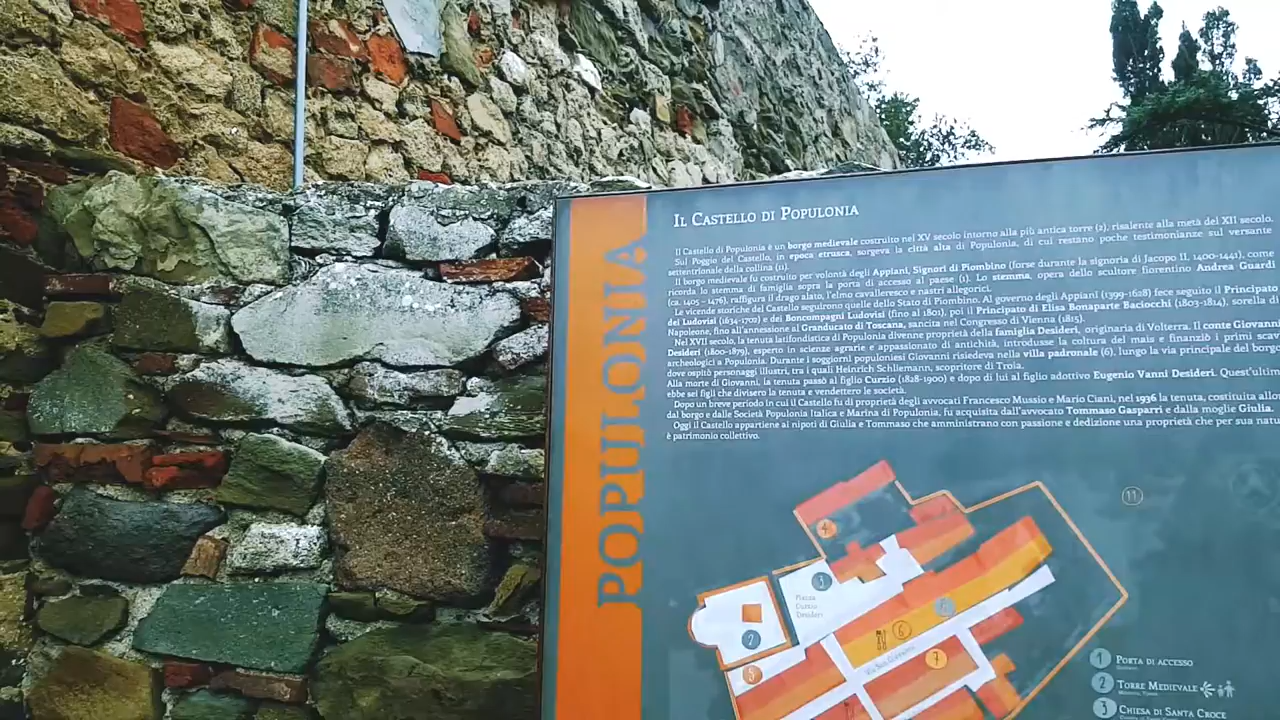 POPULONIA
IL CASTELLO DI POPULONIA
Il Castello di Populonia è un borgo medievale costruito nel XV secolo intorno alla più antica torre (2), risalente alla metà del XII secolo.
Sul Poggio del Castello, in epoca etrusca, sorgeva la città alta di Populonia, di cui restano poche testimonianze sul versante
settentrionale della collina (11).
Il borgo medievale fu costruito per volontà degli Appiani, Signori di Piombino (forse durante la signoria di Jacopo II, 1400-1441), come
ricorda lo stemma di famiglia sopra la porta di accesso al paese (1). Lo stemma, opera dello scultore fiorentino Andrea Guardi
(ca. 1405 - 1476), raffigura il drago alato, l'elmo cavalleresco e nastri allegorici.
Le vicende storiche del Castello seguirono quelle dello Stato di Piombino. Al governo degli Appiani (1399-1628) fece seguito il Principato
dei Ludovisi (1634-1701) e dei Boncompagni Ludovisi (fino al 1801), poi il Principato di Elisa Bonaparte Baciocchi (1803-1814), sorella di
Napoleone, fino all'annessione al Granducato di Toscana, sancita nel Congresso di Vienna (1815).
Nel XVII secolo, la tenuta latifondistica di Populonia divenne proprietà della famiglia Desideri, originaria di Volterra. Il conte Giovanni
Desideri (1800-1879), esperto in scienze agrarie e appassionato di antichità, introdusse la coltura del mais e finanziò i primi scav
archeologici a Populonia. Durante i soggiorni populoniesi Giovanni risiedeva nella villa padronale (6), lungo la via principale del borgo
dove ospitò personaggi illustri, tra i quali Heinrich Schliemann, scopritore di Troia.
Alla morte di Giovanni, la tenuta passò al figlio Curzio (1828-1900) e dopo di lui al figlio adottivo Eugenio Vanni Desideri. Quest'ultim
ebbe sei figli che divisero la tenuta e vendettero le società.
Dopo un breve periodo in cui il Castello fu di proprietà degli avvocati Francesco Mussio e Mario Ciani, nel 1936 la tenuta, costituita allo
dal borgo e dalle Società Populonia Italica e Marina di Populonia, fu acquisita dall'avvocato Tommaso Gasparri e dalla moglie Giulia.
Oggi il Castello appartiene ai nipoti di Giulia e Tommaso che amministrano con passione e dedizione una proprietà che per sua natu
è patrimonio collettivo.
11
4
3
Piazza
Curzio
Desideri
2
6
7
5
Via San Giovanni
1 PORTA DI ACCESSO
2 TORRE MEDIEVALE
3 CHIESA DI SANTA CROCE